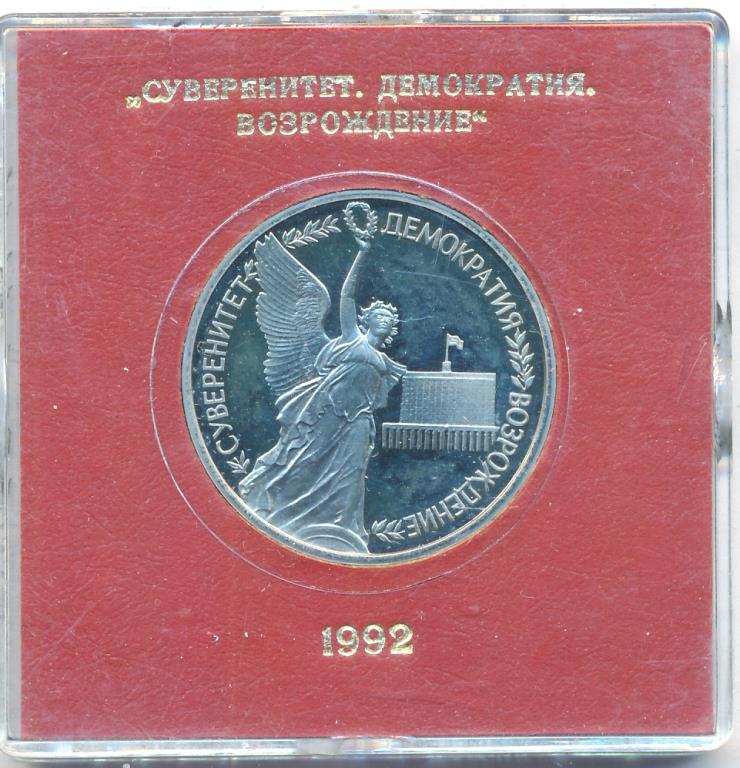 „СУВЕРЕНИТЕТ. ДЕМОКРАТИЯ.
ВОЗРОЖДЕНИЕ“
СУВЕРЕНИТЕТ
ДЕМОКРАТИЯ
ВОЗРОЖДЕНИЕ
1992